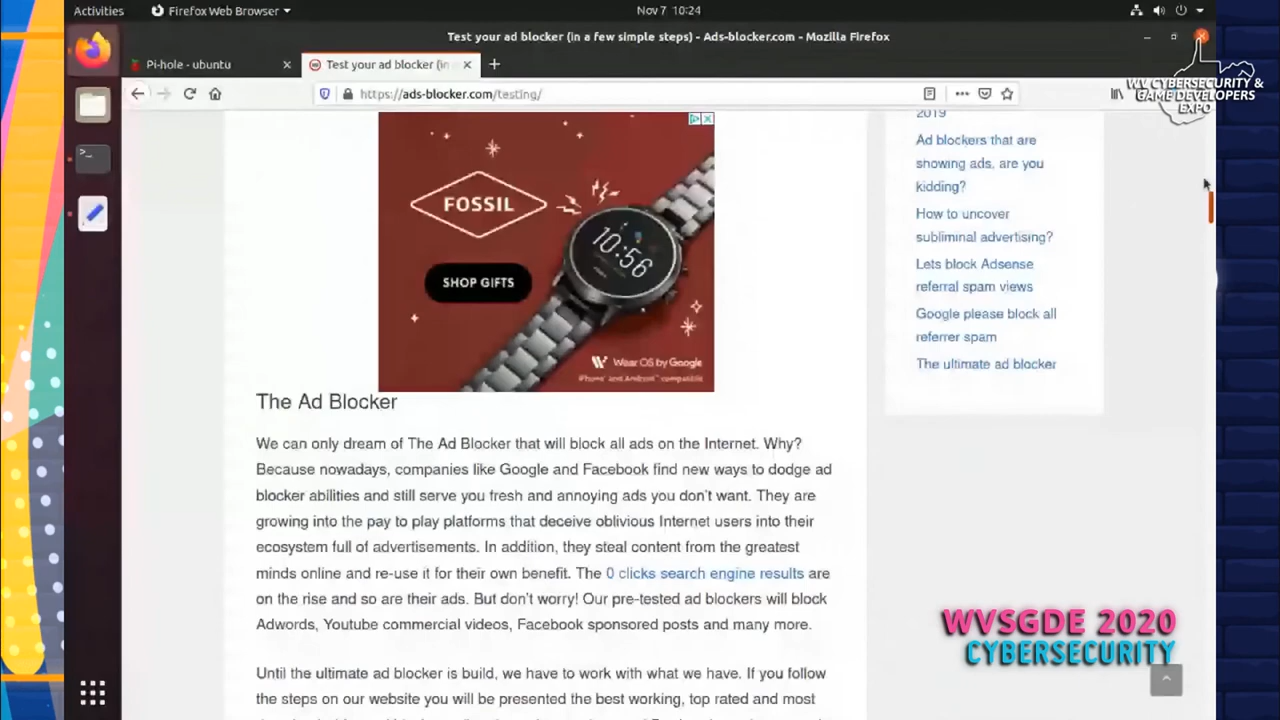 Activities
Firefox Web Browser
Nov 7 10:24
Test your ad blocker (in a few simple steps) - Ads-blocker.com - Mozilla Firefox
Pi-hole - ubuntu
Test your ad blocker (in
https://ads-blocker.com/testing/
WV CYBERSECURITY &
GAME DEVELOPERS
EXPO
FOSSIL
10:56
SHOP GIFTS
Wear OS by Google
iPhone and Android™ compatible
2019
Ad blockers that are
showing ads, are you
kidding?
How to uncover
subliminal advertising?
Lets block Adsense
referral spam views
Google please block all
referrer spam
The ultimate ad blocker
The Ad Blocker
We can only dream of The Ad Blocker that will block all ads on the Internet. Why?
Because nowadays, companies like Google and Facebook find new ways to dodge ad
blocker abilities and still serve you fresh and annoying ads you don't want. They are
growing into the pay to play platforms that deceive oblivious Internet users into their
ecosystem full of advertisements. In addition, they steal content from the greatest
minds online and re-use it for their own benefit. The 0 clicks search engine results are
on the rise and so are their ads. But don't worry! Our pre-tested ad blockers will block
Adwords, Youtube commercial videos, Facebook sponsored posts and many more.
Until the ultimate ad blocker is build, we have to work with what we have. If you follow
the steps on our website you will be presented the best working, top rated and most
WVSGDE 2020
CYBERSECURITY